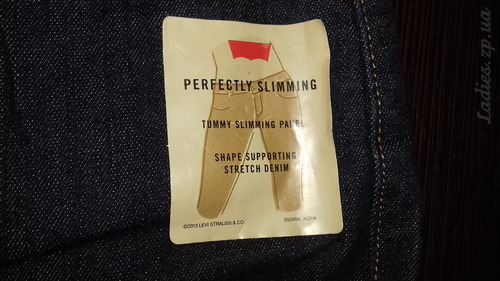 PERFECTLY SLIMMING
TUMMY SLIMMING PANEL
SHAPE SUPPORTING
STRETCH DENIM
©2013 LEVI STRAUSS & CO.
Ladies.zp.ua